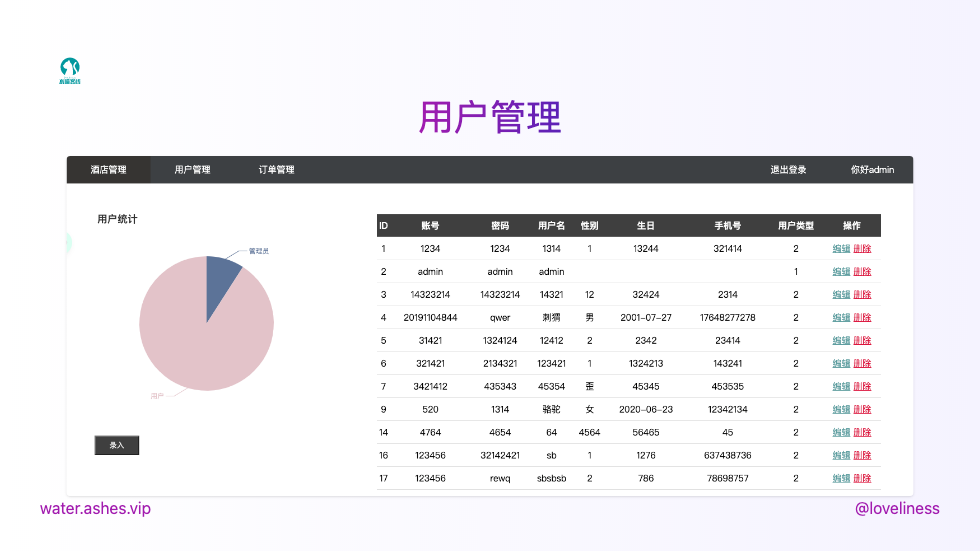 水滴民坊
用户管理
酒店管理 用户管理 订单管理 退出登录 你好admin
用户统计
管理员
用户
录入
ID 账号 密码 用户名 性别 生日 手机号 用户类型 操作
1 1234 1234 1314 1 13244 321414 2 编辑 删除
2 admin admin admin 1 编辑 删除
3 14323214 14323214 14321 12 32424 2314 2 编辑 删除
4 20191104844 qwer 刺猬 男 2001-07-27 17648277278 2 编辑 删除
5 31421 1324124 12412 2 2342 23414 2 编辑 删除
6 321421 2134321 123421 1 1324213 143241 2 编辑 删除
7 3421412 435343 45354 歪 45345 453535 2 编辑 删除
9 520 1314 骆驼 女 2020-06-23 12342134 2 编辑 删除
14 4764 4654 64 4564 56465 45 2 编辑 删除
16 123456 32142421 sb 1 1276 637438736 2 编辑 删除
17 123456 rewq sbsbsb 2 786 78698757 2 编辑 删除
water.ashes.vip
@loveliness